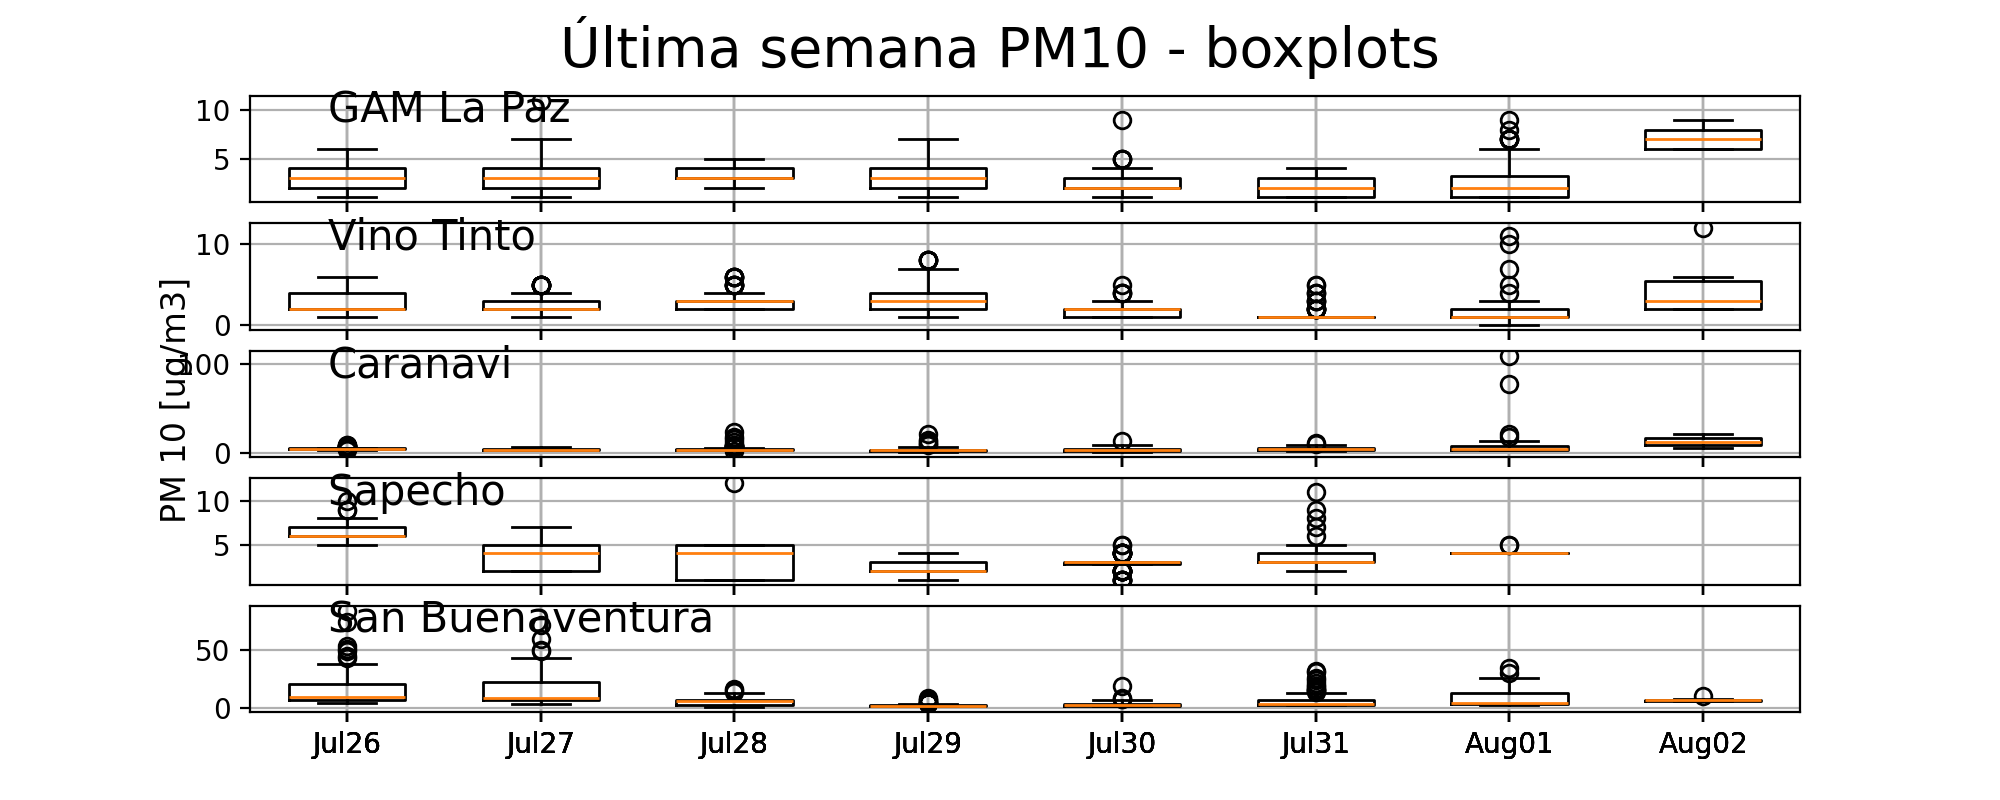 Última semana PM10 - boxplots
GAM La Paz
10
5
Vino Tinto
10
0
PM 10 [ug/m3]
Caranavi
100
0
Sapecho
10
5
San Buenaventura
50
0
Jul26 Jul27 Jul28 Jul29 Jul30 Jul31 Aug01 Aug02